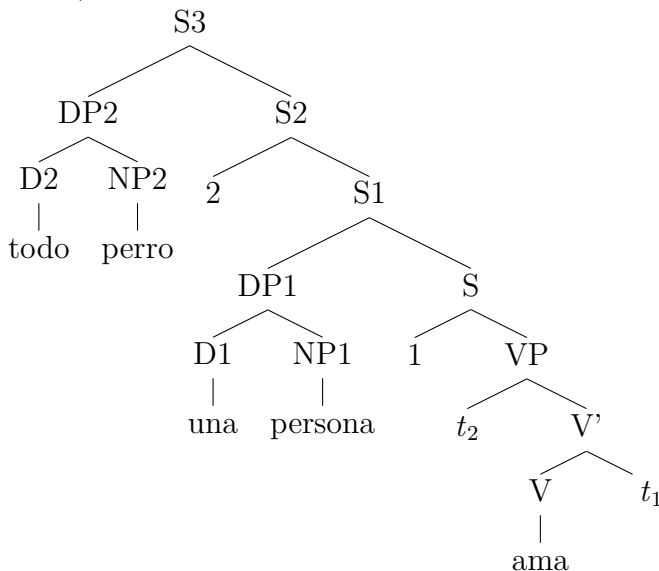 S3
DP2 S2
D2 NP2 2 S1
todo perro
DP1 S
D1 NP1 1 VP
una persona t₂ V'
V t₁
ama